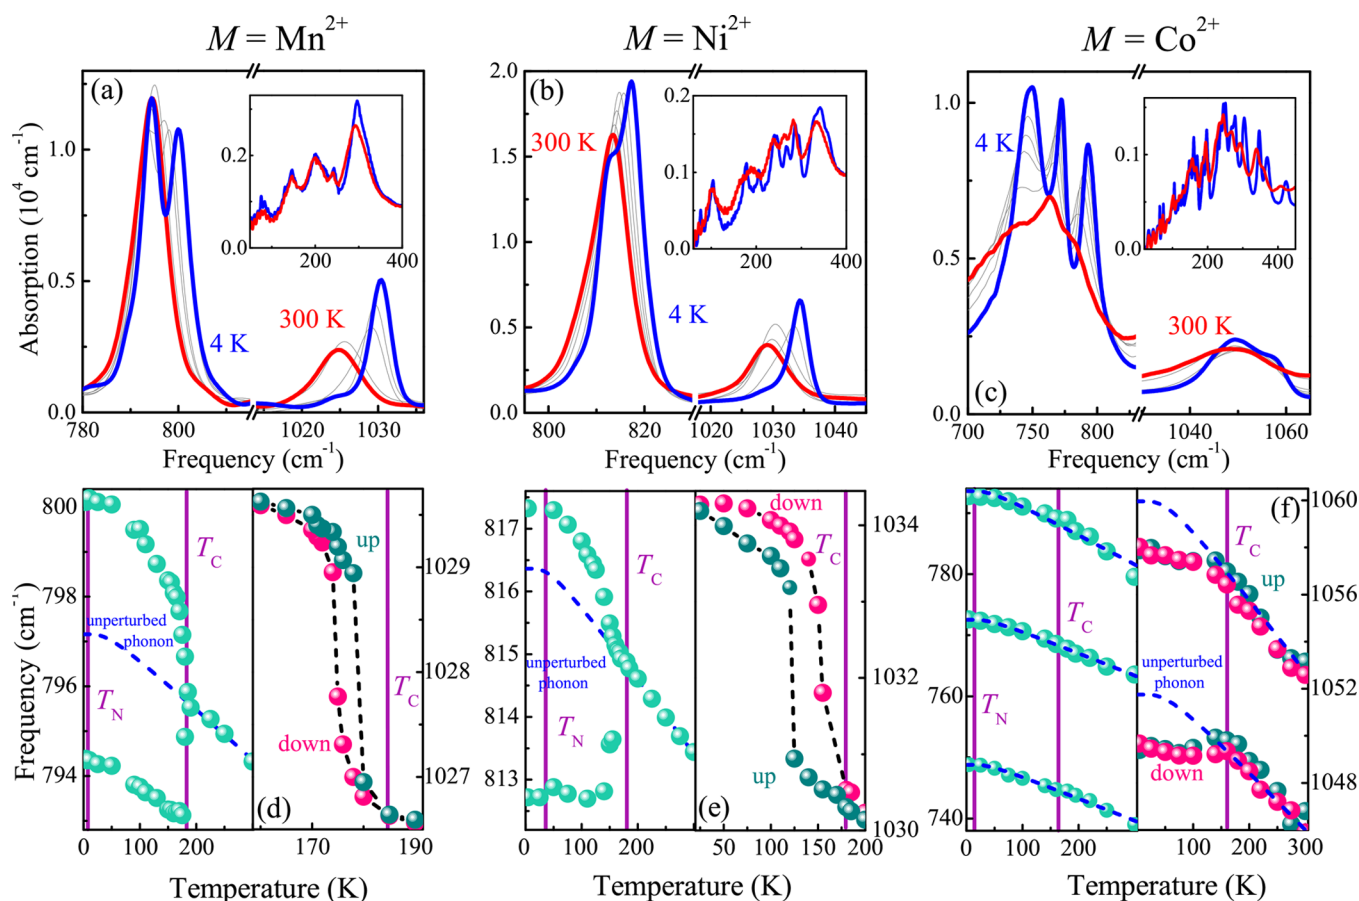 M = Mn2+
M = Ni2+
M = Co2+
Absorption (10^4 cm-1)
(a)
1.0
0.5
0.0
0.2
0.0
200 400
4 K
300 K
780 800 1020 1030
Frequency (cm-1)
(b)
2.0
1.5
1.0
0.5
0.0
300 K
0.2
0.1
0.0
200 400
4 K
800 820 1020 1030 1040
Frequency (cm-1)
(c)
1.0
0.5
0.0
4 K
0.1
0.0
200 400
300 K
700 750 800 1040 1060
Frequency (cm-1)
Frequency (cm-1)
800
798
796
794
TC
unperturbed
phonon
TN
up
TC
down
(d)
1029
1028
1027
0 100 200 170 190
Temperature (K)
817
816
815
814
813
TC
unperturbed
phonon
TN
down
TC
up
(e)
1034
1032
1030
0 100 200 50 100 150 200
Temperature (K)
780
760
740
TC
TN
(f)
up
TC
unperturbed
phonon
down
1060
1056
1052
1048
0 100 200 100 200 300
Temperature (K)